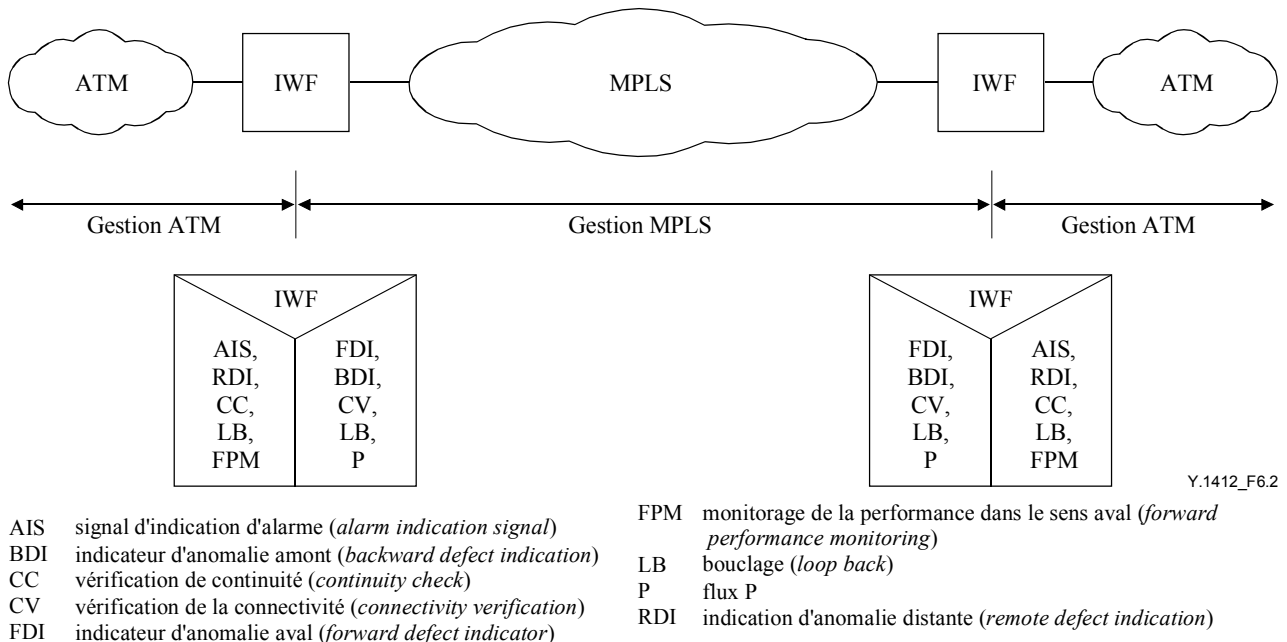 ATM IWF MPLS IWF ATM
Gestion ATM Gestion MPLS Gestion ATM
IWF IWF
AIS, FDI, FDI, AIS,
RDI, BDI, BDI, RDI,
CC, CV, CV, CC,
LB, LB, LB, LB,
FPM P P FPM
Y.1412_F6.2
AIS signal d'indication d'alarme (alarm indication signal)
BDI indicateur d'anomalie amont (backward defect indication)
CC vérification de continuité (continuity check)
CV vérification de la connectivité (connectivity verification)
FDI indicateur d'anomalie aval (forward defect indicator)
FPM monitorage de la performance dans le sens aval (forward
performance monitoring)
LB bouclage (loop back)
P flux P
RDI indication d'anomalie distante (remote defect indication)